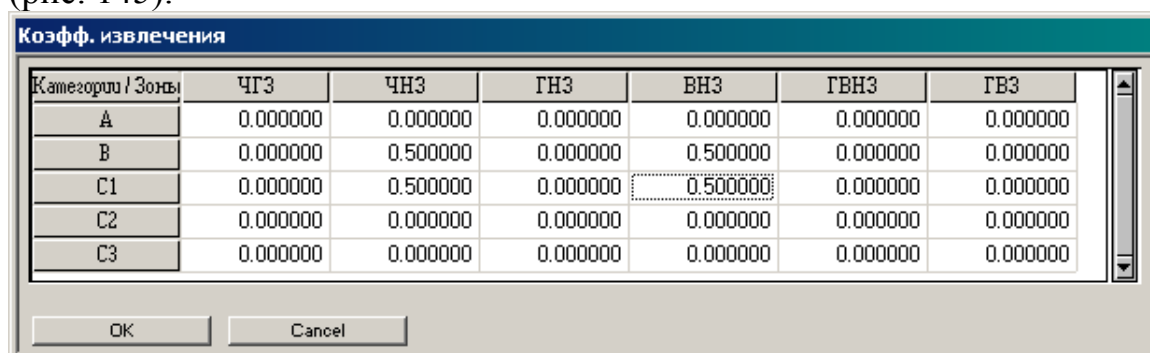 (рис. 143).
Коэфф. извлечения
Категории / Зоны ЧГЗ ЧНЗ ГНЗ ВНЗ ГВНЗ ГВЗ
A 0.000000 0.000000 0.000000 0.000000 0.000000 0.000000
B 0.000000 0.500000 0.000000 0.500000 0.000000 0.000000
C1 0.000000 0.500000 0.000000 0.500000 0.000000 0.000000
C2 0.000000 0.000000 0.000000 0.000000 0.000000 0.000000
C3 0.000000 0.000000 0.000000 0.000000 0.000000 0.000000
OK Cancel